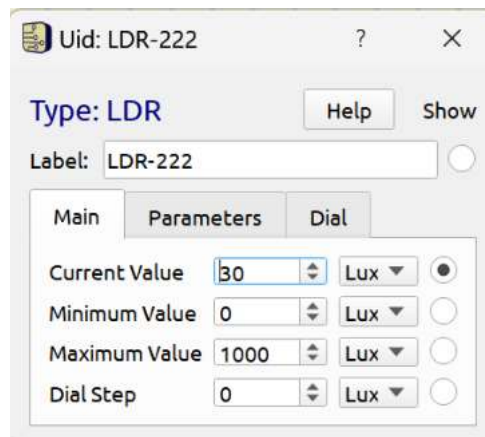 Uid: LDR-222 ?
Type: LDR Help Show
Label: LDR-222
Main Parameters Dial
Current Value 30 Lux
Minimum Value 0 Lux
Maximum Value 1000 Lux
Dial Step 0 Lux